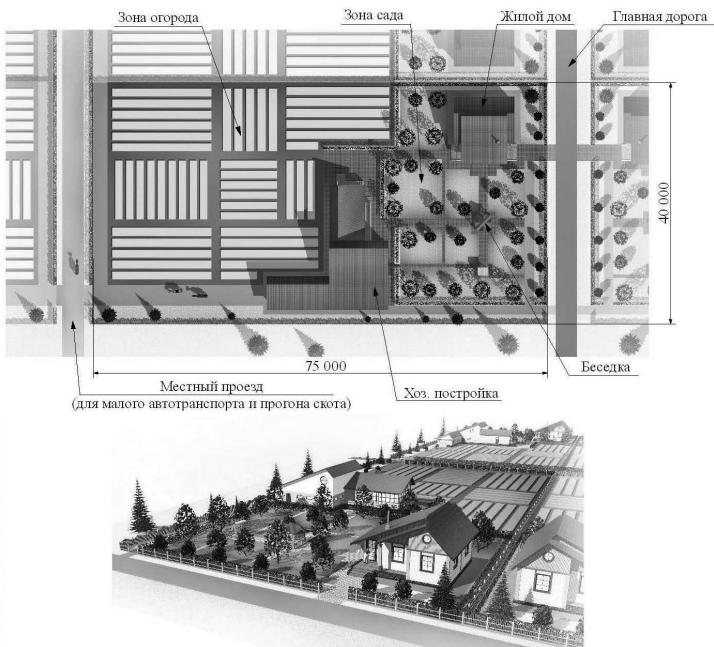 Зона огорода
Зона сада
Жилой дом
Главная дорога
40 000
75 000
Местный проезд
(для малого автотранспорта и прогона скота)
Хоз. постройка
Беседка